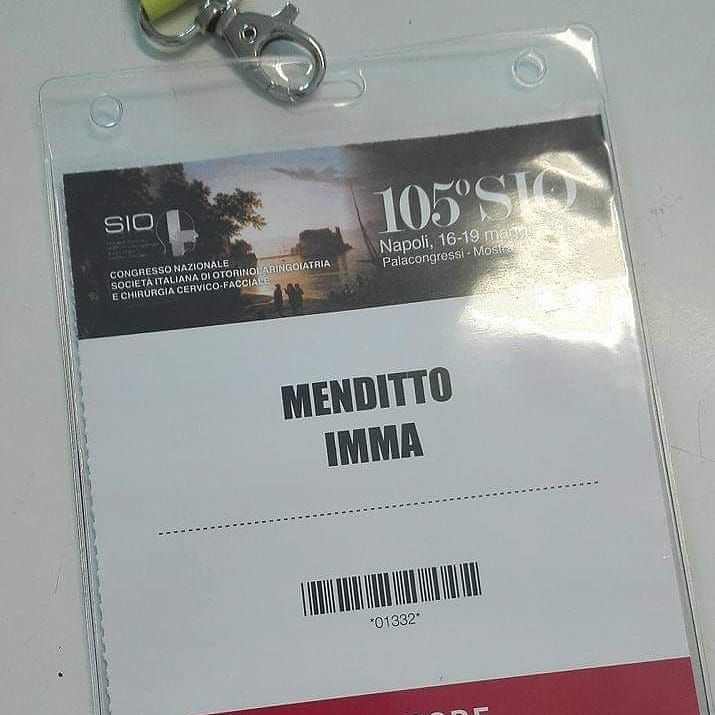 SIO
CONGRESSO NAZIONALE
SOCIETÀ ITALIANA DI OTORINOLARINGOIATRIA
E CHIRURGIA CERVICO-FACCIALE
105° SIO
Napoli, 16-19
Palacongressi - Mostra
MENDITTO
IMMA
*01332*